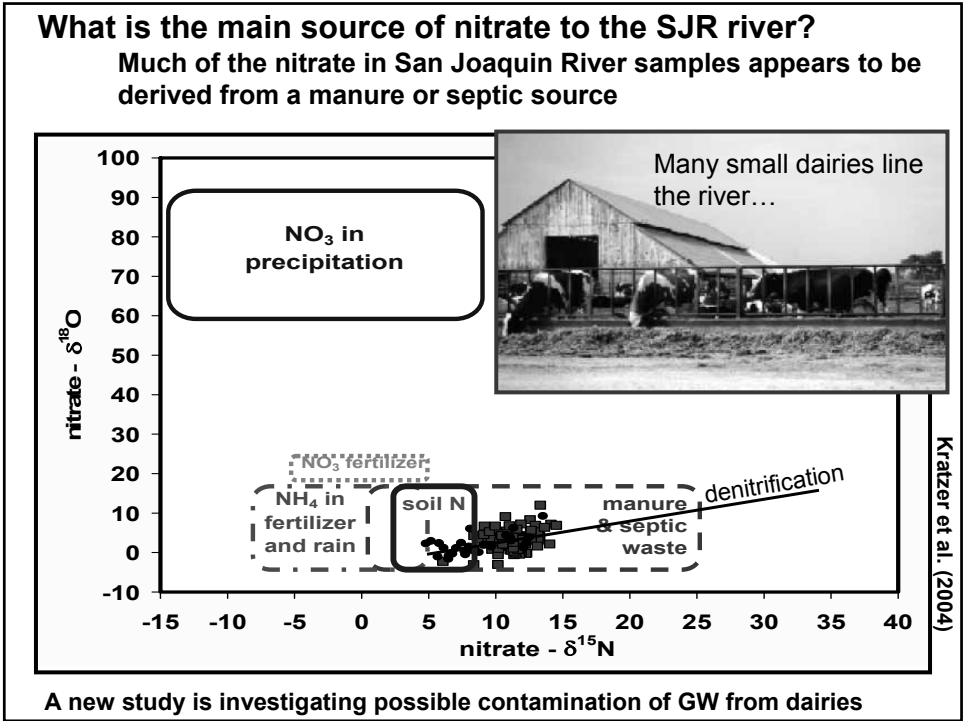 What is the main source of nitrate to the SJR river?
Much of the nitrate in San Joaquin River samples appears to be
derived from a manure or septic source
Many small dairies line
the river…
100
90
80
70
60
50
40
30
20
10
0
-10
nitrate - δ¹⁸O
NO₃ in
precipitation
NO₃ fertilizer
NH₄ in
fertilizer
and rain
soil N
manure
& septic
waste
denitrification
-15 -10 -5 0 5 10 15 20 25 30 35 40
nitrate - δ¹⁵N
Kratzer et al. (2004)
A new study is investigating possible contamination of GW from dairies